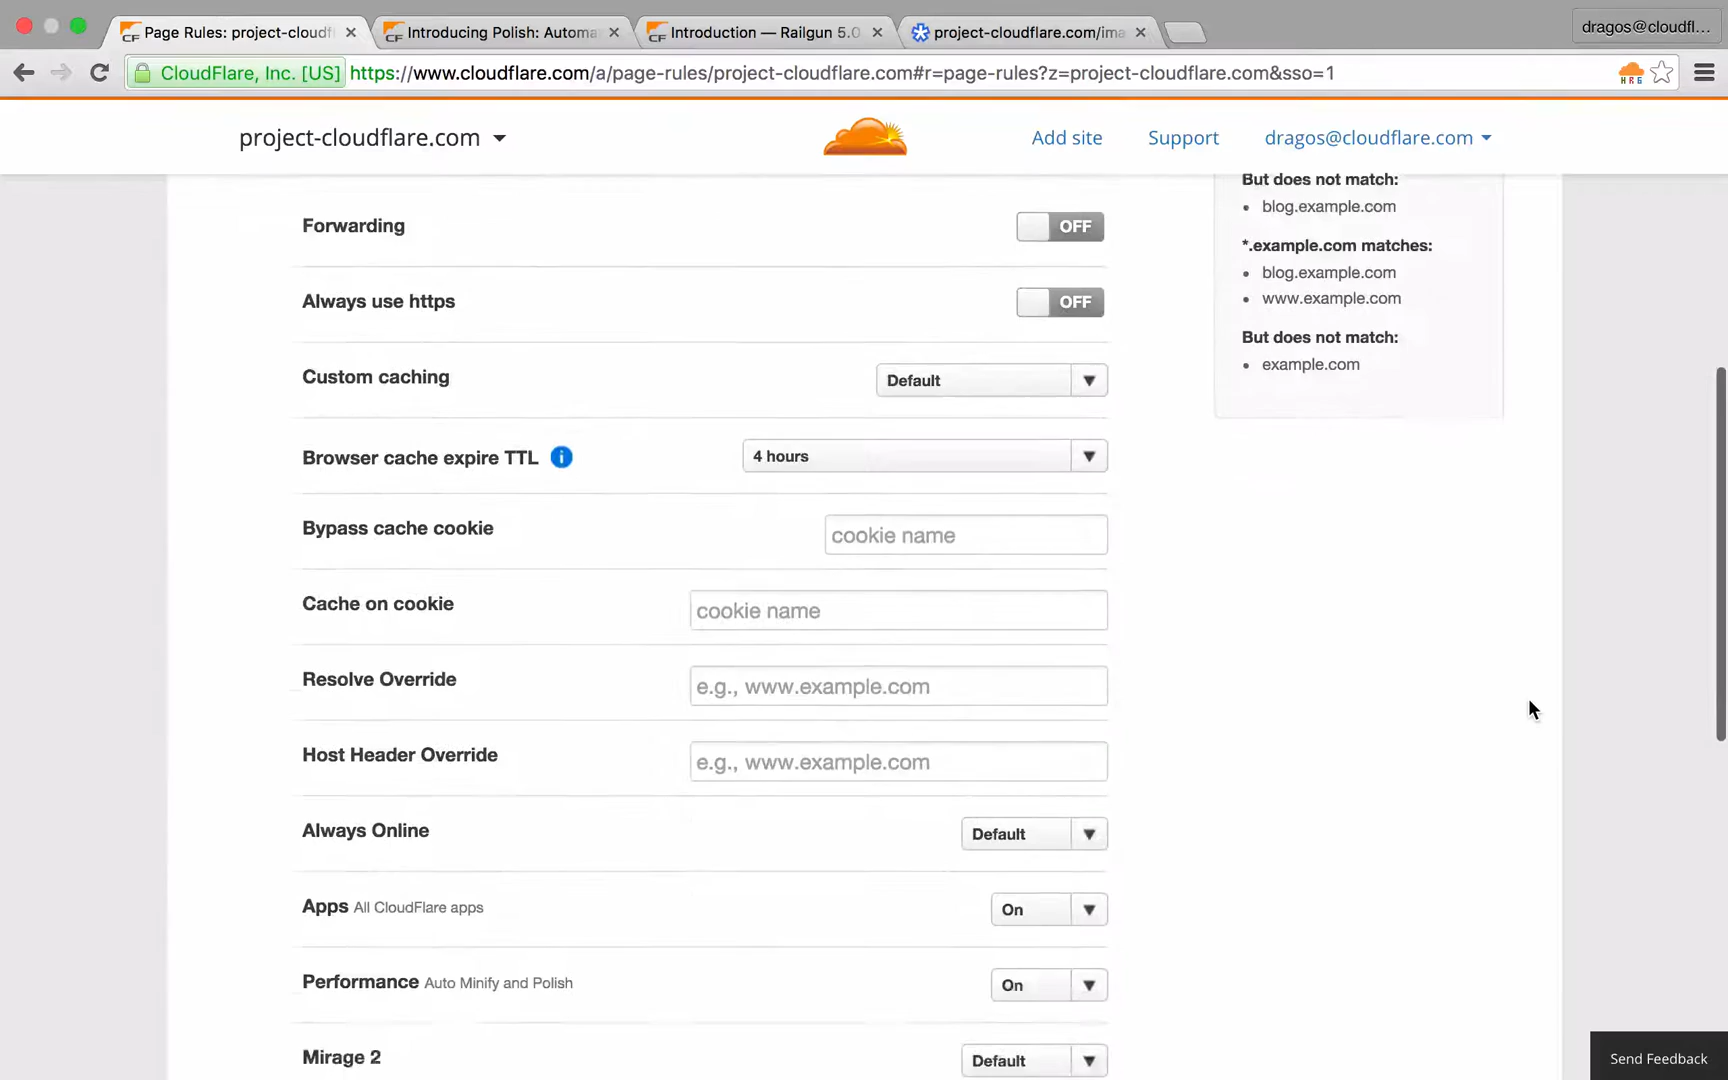 Page Rules: project-cloudf
Introducing Polish: Automa
Introduction — Railgun 5.0
project-cloudflare.com/ima
dragos@cloudfl...
CloudFlare, Inc. [US]
https://www.cloudflare.com/a/page-rules/project-cloudflare.com#r=page-rules?z=project-cloudflare.com&sso=1
HRG
project-cloudflare.com
Add site
Support
dragos@cloudflare.com
But does not match:
blog.example.com
*.example.com matches:
blog.example.com
www.example.com
But does not match:
example.com
Forwarding
OFF
Always use https
OFF
Custom caching
Default
Browser cache expire TTL
i
4 hours
Bypass cache cookie
cookie name
Cache on cookie
cookie name
Resolve Override
e.g., www.example.com
Host Header Override
e.g., www.example.com
Always Online
Default
Apps All CloudFlare apps
On
Performance Auto Minify and Polish
On
Mirage 2
Default
Send Feedback